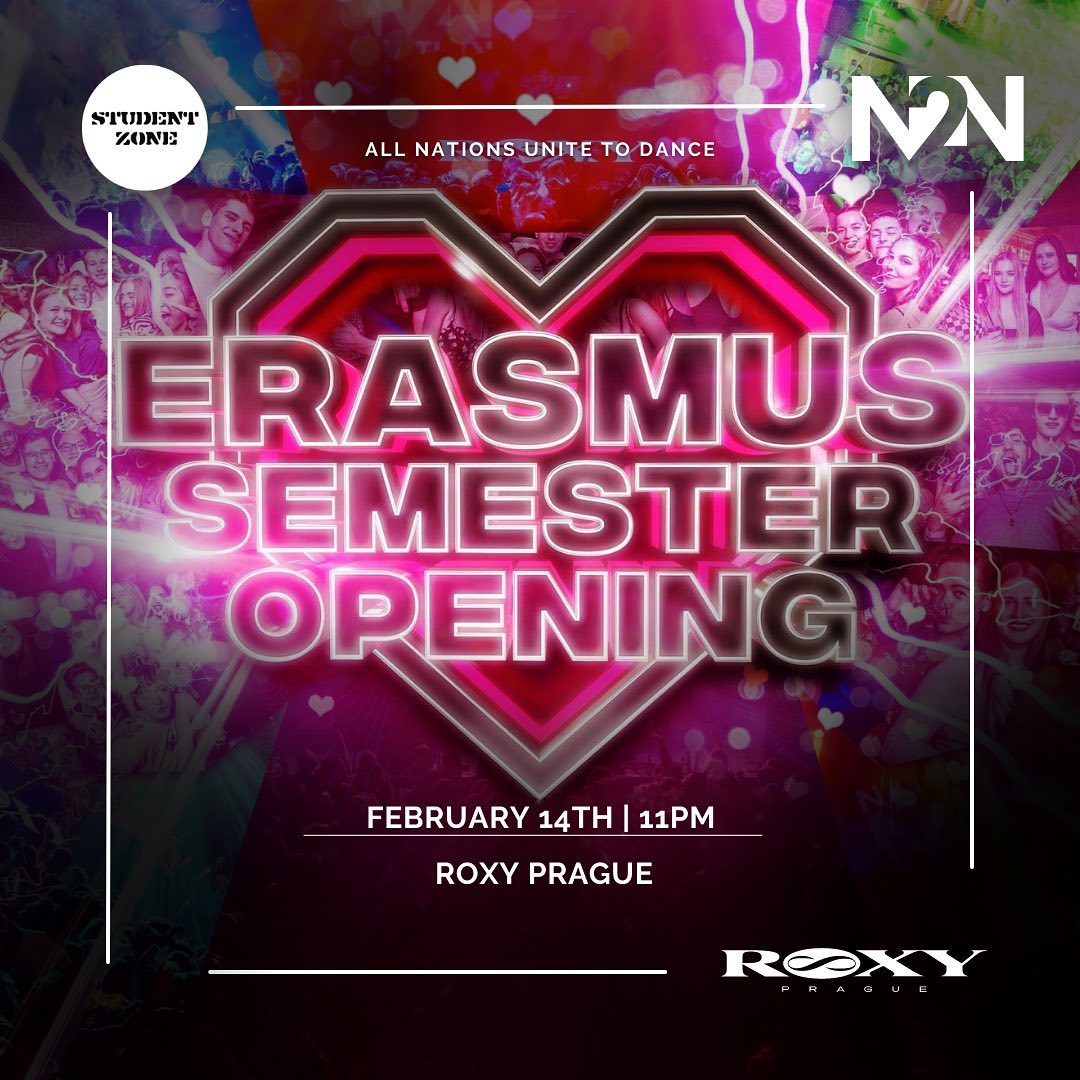 STUDENT
ZONE
N2N
ALL NATIONS UNITE TO DANCE
ERASMUS
SEMESTER
OPENING
FEBRUARY 14TH | 11PM
ROXY PRAGUE
ROXY
PRAGUE